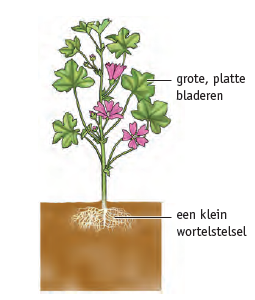 grote, platte
bladeren
een klein
wortelstelsel